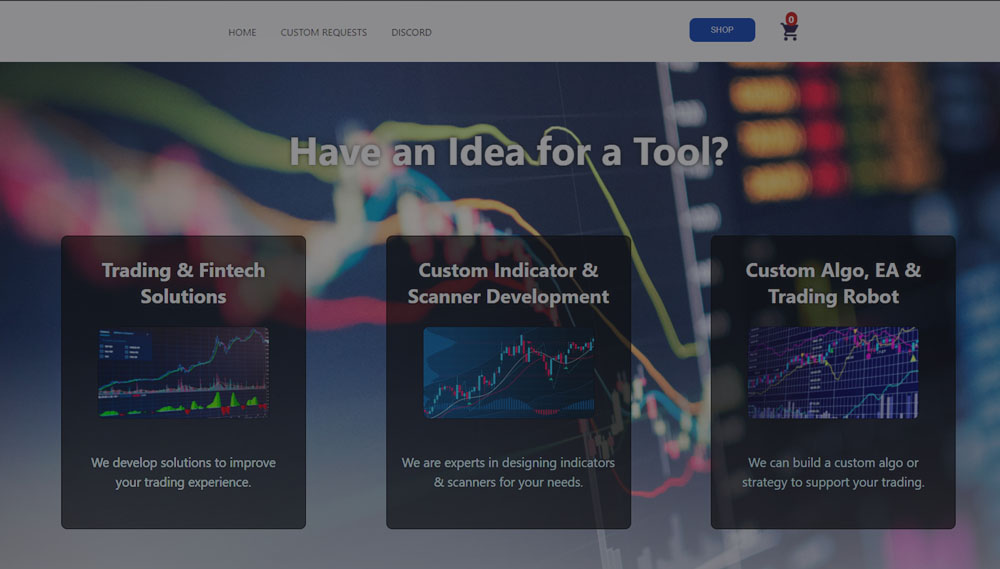 HOME CUSTOM REQUESTS DISCORD SHOP 0
Have an Idea for a Tool?
Trading & Fintech
Solutions
We develop solutions to improve
your trading experience.
Custom Indicator &
Scanner Development
We are experts in designing indicators
& scanners for your needs.
Custom Algo, EA &
Trading Robot
We can build a custom algo or
strategy to support your trading.